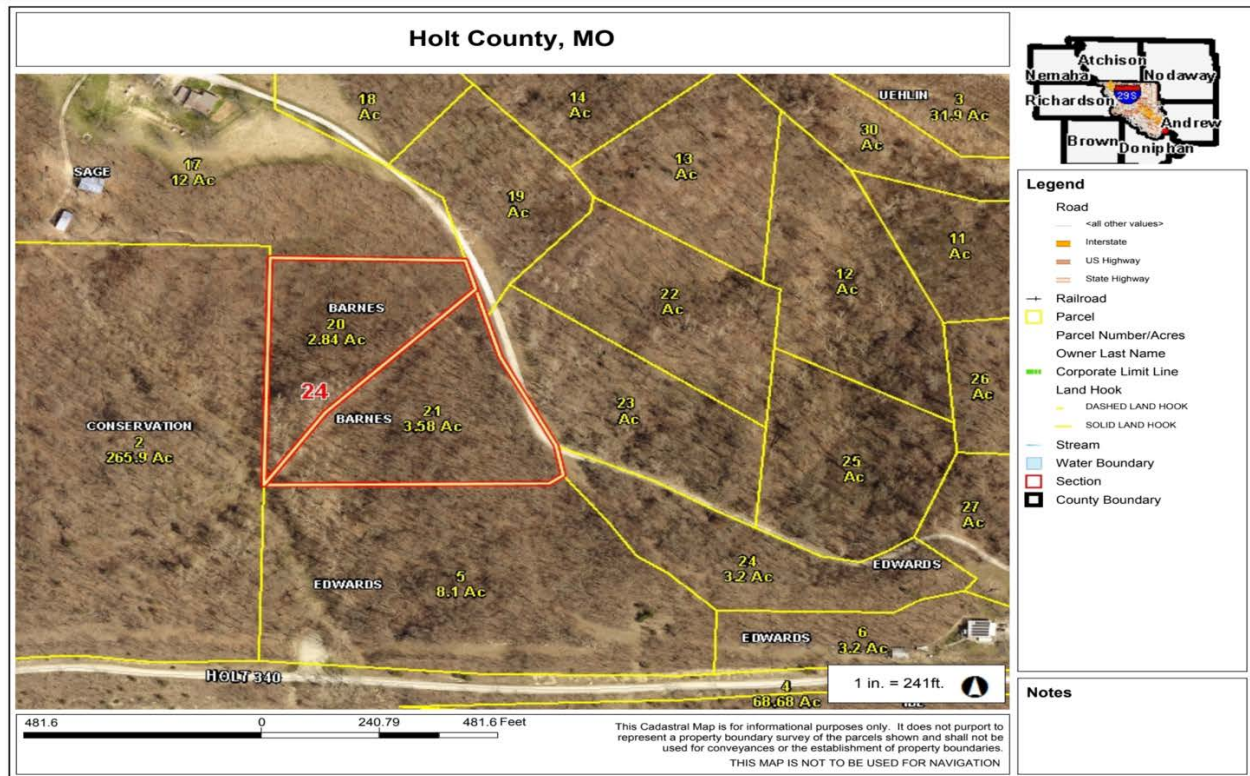 Holt County, MO
18
Ac
14
Ac
UEHLIN
3
31.9 Ac
30
Ac
13
Ac
17
12 Ac
SAGE
19
Ac
11
Ac
12
Ac
22
Ac
BARNES
20
2.84 Ac
24
BARNES
21
3.58 Ac
23
Ac
26
Ac
CONSERVATION
2
265.9 Ac
25
Ac
27
Ac
24
3.2 Ac
EDWARDS
EDWARDS
5
8.1 Ac
EDWARDS
6
3.2 Ac
HOLT 340
4
68.68 Ac
1 in. = 241ft.
481.6
0
240.79
481.6 Feet
This Cadastral Map is for informational purposes only. It does not purport to
represent a property boundary survey of the parcels shown and shall not be
used for conveyances or the establishment of property boundaries.
THIS MAP IS NOT TO BE USED FOR NAVIGATION
Atchison
Nemaha
Nodaway
29S
Richardson
Andrew
Brown
Doniphan
Legend
Road
<all other values>
Interstate
US Highway
State Highway
Railroad
Parcel
Parcel Number/Acres
Owner Last Name
Corporate Limit Line
Land Hook
DASHED LAND HOOK
SOLID LAND HOOK
Stream
Water Boundary
Section
County Boundary
Notes